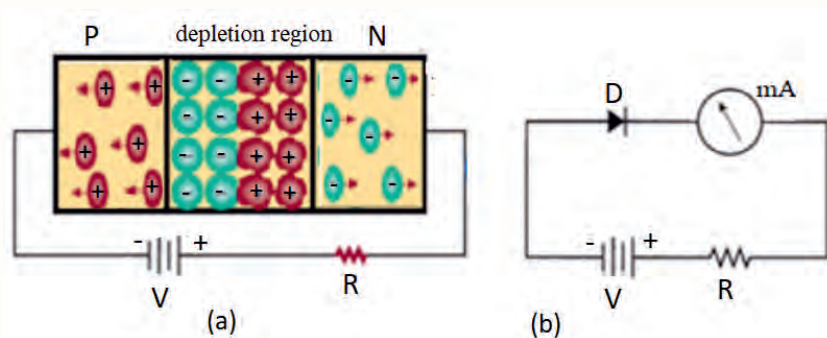 P depletion region N
- +
V
R
(a)
D
mA
- +
V
R
(b)